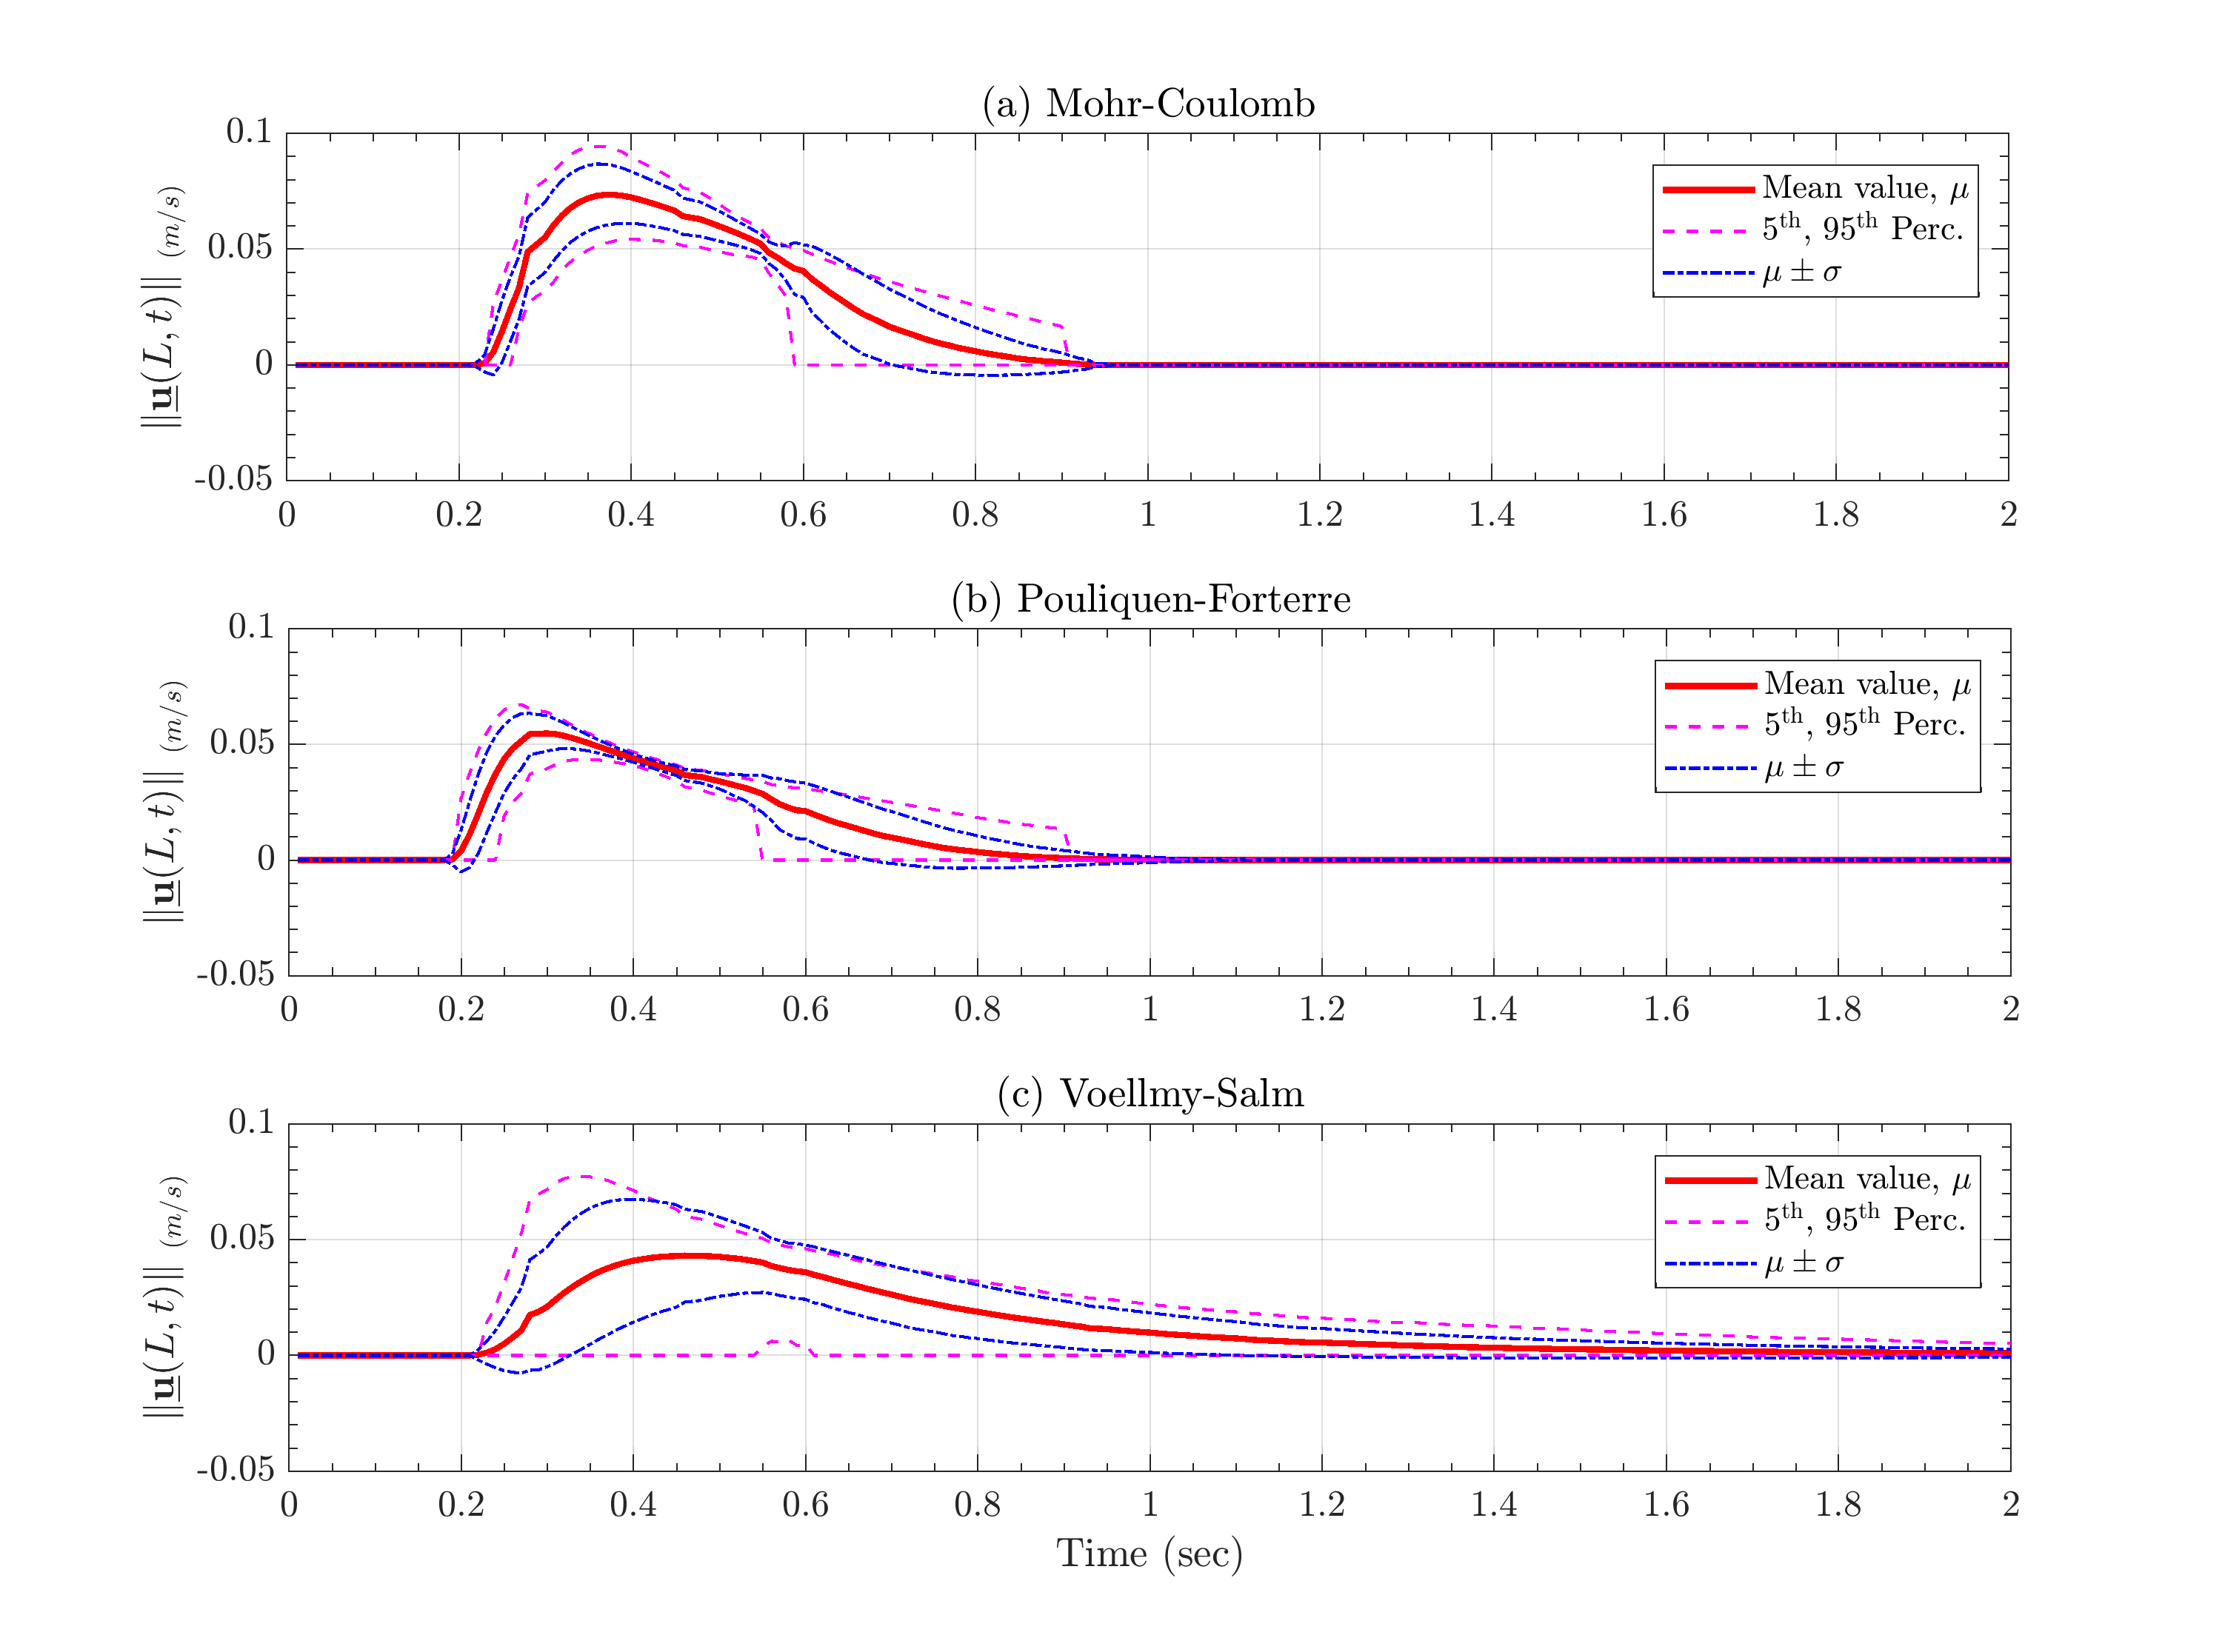 (a) Mohr-Coulomb
0.1
0.05
0
-0.05
||u(L, t)|| (m/s)
Mean value, μ
5th, 95th Perc.
μ ± σ
0 0.2 0.4 0.6 0.8 1 1.2 1.4 1.6 1.8 2
(b) Pouliquen-Forterre
0.1
0.05
0
-0.05
||u(L, t)|| (m/s)
Mean value, μ
5th, 95th Perc.
μ ± σ
0 0.2 0.4 0.6 0.8 1 1.2 1.4 1.6 1.8 2
(c) Voellmy-Salm
0.1
0.05
0
-0.05
||u(L, t)|| (m/s)
Mean value, μ
5th, 95th Perc.
μ ± σ
0 0.2 0.4 0.6 0.8 1 1.2 1.4 1.6 1.8 2
Time (sec)